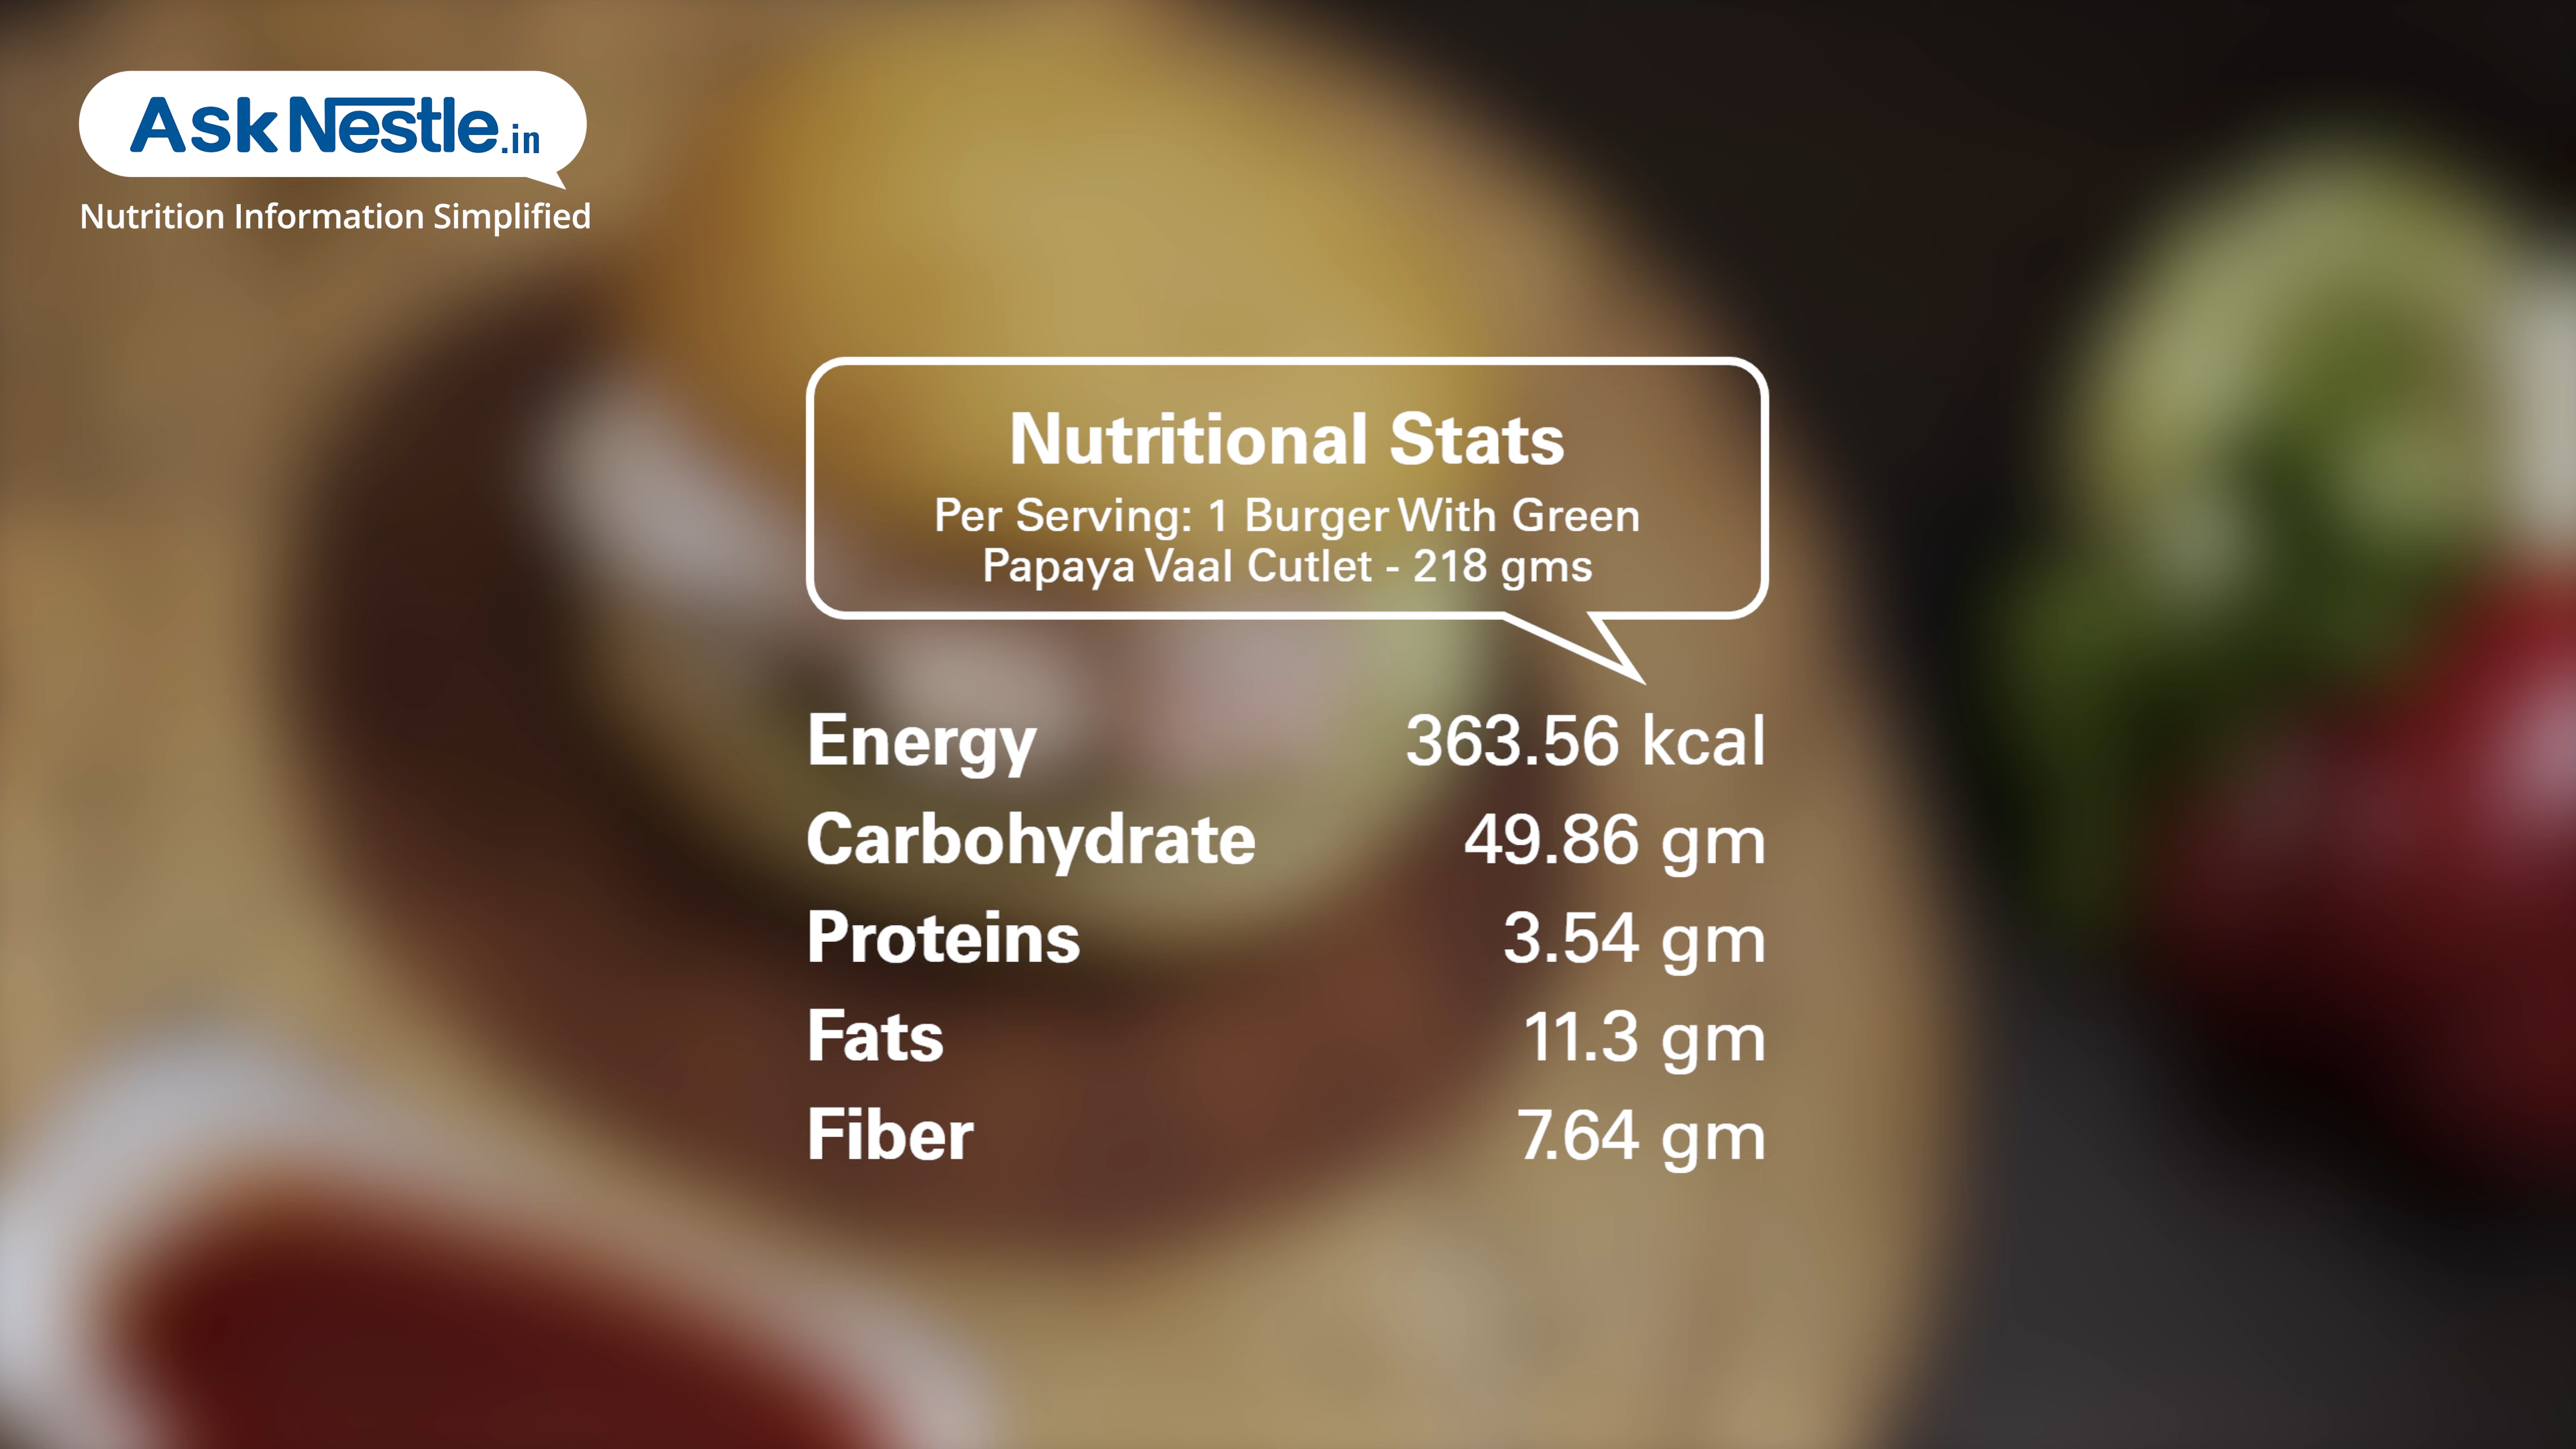 AskNestle.in
Nutrition Information Simplified
Nutritional Stats
Per Serving: 1 Burger With Green
Papaya Vaal Cutlet - 218 gms
Energy 363.56 kcal
Carbohydrate 49.86 gm
Proteins 3.54 gm
Fats 11.3 gm
Fiber 7.64 gm